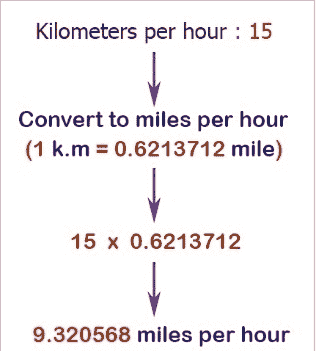 Kilometers per hour : 15
Convert to miles per hour
(1 k.m = 0.6213712 mile)
15 x 0.6213712
9.320568 miles per hour